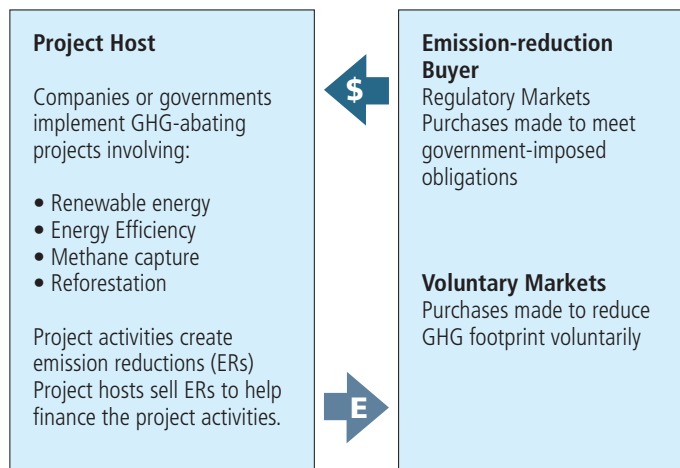 Project Host
Companies or governments
implement GHG-abating
projects involving:
• Renewable energy
• Energy Efficiency
• Methane capture
• Reforestation
Project activities create
emission reductions (ERs)
Project hosts sell ERs to help
finance the project activities.
$
E
Emission-reduction
Buyer
Regulatory Markets
Purchases made to meet
government-imposed
obligations
Voluntary Markets
Purchases made to reduce
GHG footprint voluntarily